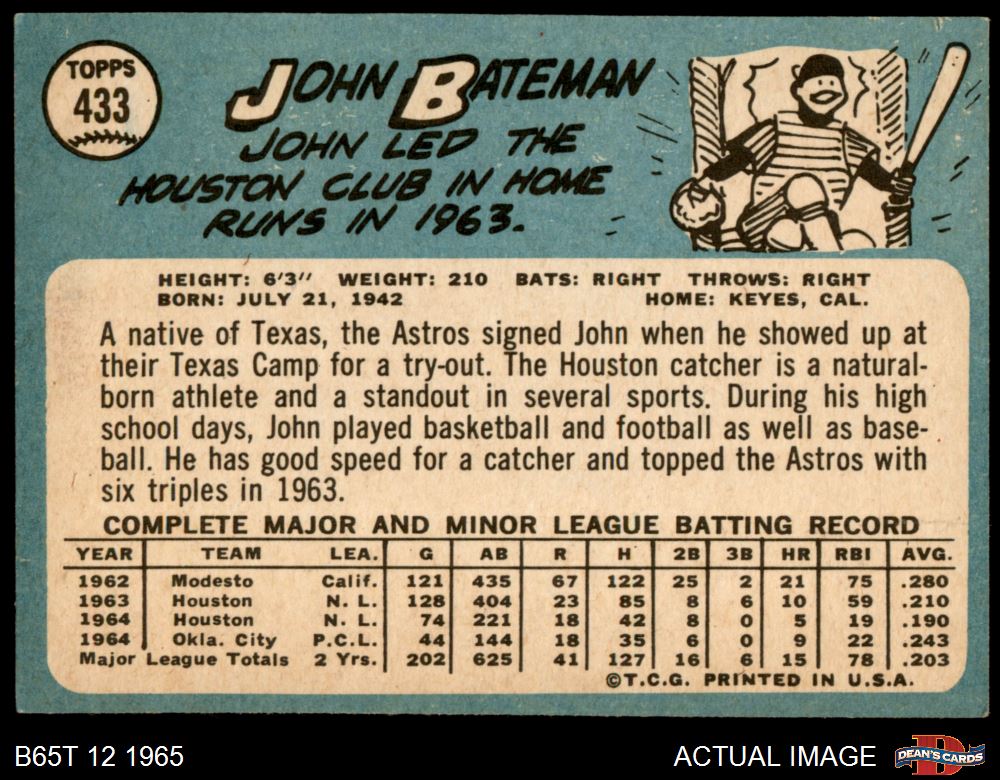 TOPPS
433
JOHN BATEMAN
JOHN LED THE
HOUSTON CLUB IN HOME
RUNS IN 1963.
HEIGHT: 6'3" WEIGHT: 210 BATS: RIGHT THROWS: RIGHT
BORN: JULY 21, 1942 HOME: KEYES, CAL.
A native of Texas, the Astros signed John when he showed up at
their Texas Camp for a try-out. The Houston catcher is a natural-
born athlete and a standout in several sports. During his high
school days, John played basketball and football as well as base-
ball. He has good speed for a catcher and topped the Astros with
six triples in 1963.
COMPLETE MAJOR AND MINOR LEAGUE BATTING RECORD
YEAR TEAM LEA. G AB R H 2B 3B HR RBI AVG.
1962 Modesto Calif. 121 435 67 122 25 2 21 75 .280
1963 Houston N. L. 128 404 23 85 8 6 10 59 .210
1964 Houston N. L. 74 221 18 42 8 0 5 19 .190
1964 Okla. City P.C.L. 44 144 18 35 6 0 9 22 .243
Major League Totals 2 Yrs. 202 625 41 127 16 6 15 78 .203
©T.C.G. PRINTED IN U.S.A.
B65T 12 1965 ACTUAL IMAGE D DEAN'S CARDS